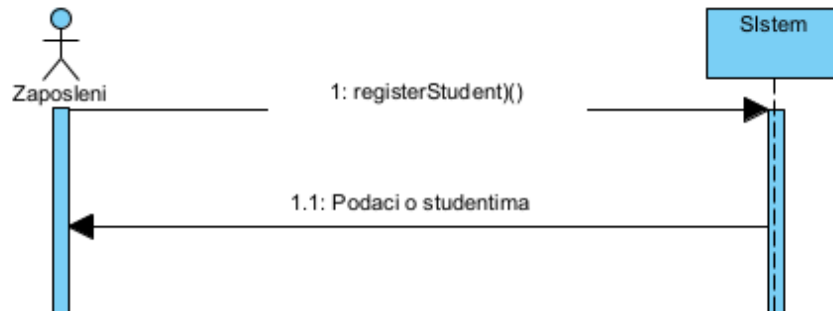 SIstem
Zaposleni
1: registerStudent)()
1.1: Podaci o studentima